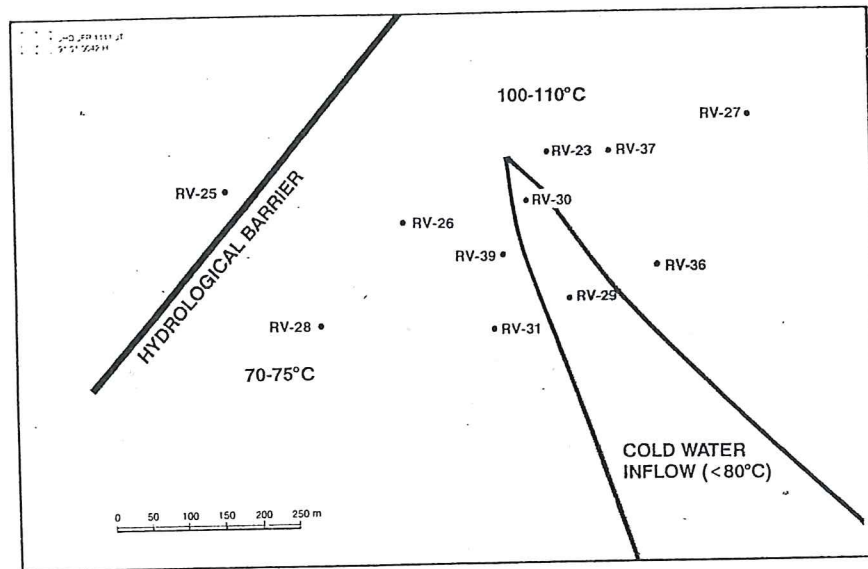 100-110°C
RV-27
RV-23
RV-37
RV-25
RV-30
RV-26
HYDROLOGICAL BARRIER
RV-39
RV-36
RV-29
RV-28
RV-31
70-75°C
COLD WATER
INFLOW (<80°C)
0 50 100 150 200 250 m